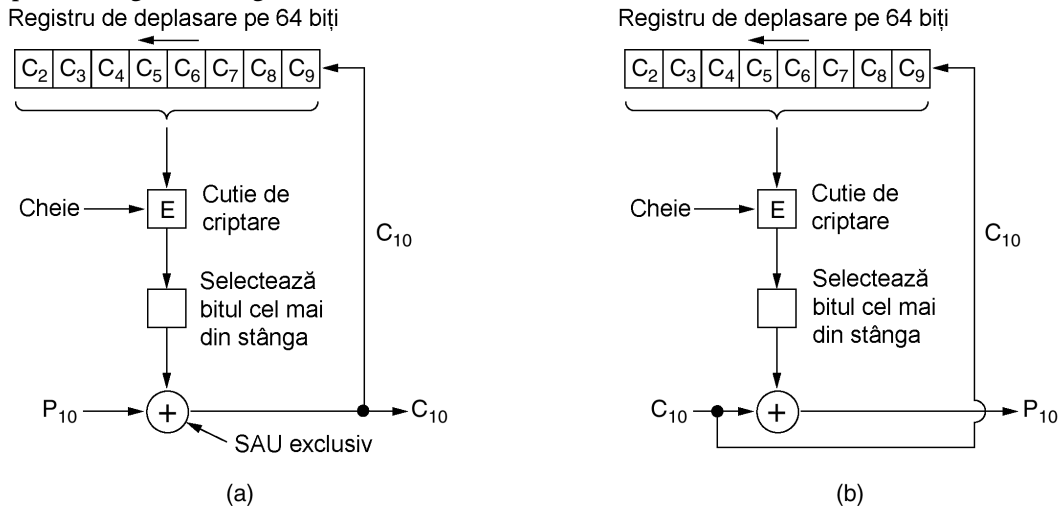 Registru de deplasare pe 64 biți
C2 C3 C4 C5 C6 C7 C8 C9
Cheie
E
Cutie de
criptare
C10
Selectează
bitul cel mai
din stânga
P10
+
C10
SAU exclusiv
(a)
Registru de deplasare pe 64 biți
C2 C3 C4 C5 C6 C7 C8 C9
Cheie
E
Cutie de
criptare
C10
Selectează
bitul cel mai
din stânga
C10
+
P10
(b)